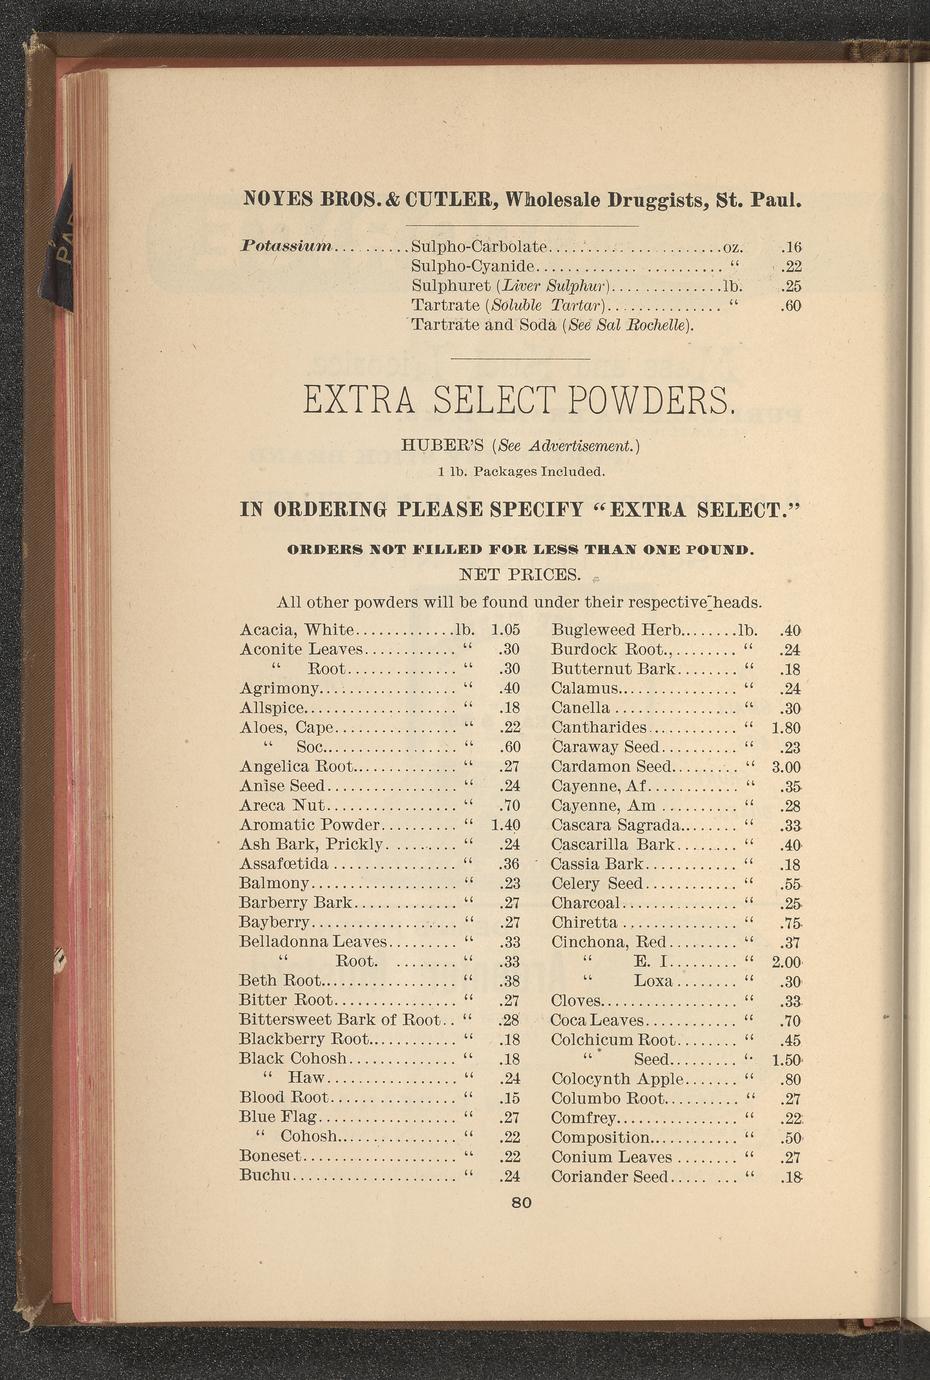 NOYES BROS. & CUTLER, Wholesale Druggists, St. Paul.
Potassium..........Sulpho-Carbolate....................oz. .16
Sulpho-Cyanide..................... “ .22
Sulphuret (Liver Sulphur)..............lb. .25
Tartrate (Soluble Tartar).............. “ .60
Tartrate and Soda (See Sal Rochelle).
EXTRA SELECT POWDERS.
HUBER'S (See Advertisement.)
1 lb. Packages Included.
IN ORDERING PLEASE SPECIFY “EXTRA SELECT.”
ORDERS NOT FILLED FOR LESS THAN ONE POUND.
NET PRICES.
All other powders will be found under their respective heads.
Acacia, White.............lb. 1.05
Aconite Leaves............ “ .30
“ Root.............. “ .30
Agrimony................. “ .40
Allspice................... “ .18
Aloes, Cape................ “ .22
“ Soc.................. “ .60
Angelica Root.............. “ .27
Anise Seed................. “ .24
Areca Nut................. “ .70
Aromatic Powder.......... “ 1.40
Ash Bark, Prickly.......... “ .24
Assafœtida................ “ .36
Balmony................... “ .23
Barberry Bark............. “ .27
Bayberry................... “ .27
Belladonna Leaves......... “ .33
“ Root. ........ “ .33
Beth Root.................. “ .38
Bitter Root................ “ .27
Bittersweet Bark of Root.. “ .28
Blackberry Root............ “ .18
Black Cohosh.............. “ .18
“ Haw................. “ .24
Blood Root................ “ .15
Blue Flag.................. “ .27
“ Cohosh............... “ .22
Boneset.................... “ .22
Buchu...................... “ .24
Bugleweed Herb........lb. .40
Burdock Root.,........ “ .24
Butternut Bark........ “ .18
Calamus............... “ .24
Canella................ “ .30
Cantharides............ “ 1.80
Caraway Seed.......... “ .23
Cardamon Seed......... “ 3.00
Cayenne, Af............ “ .35
Cayenne, Am .......... “ .28
Cascara Sagrada........ “ .33
Cascarilla Bark........ “ .40
Cassia Bark............ “ .18
Celery Seed............ “ .55
Charcoal............... “ .25
Chiretta............... “ .75
Cinchona, Red......... “ .37
“ E. I......... “ 2.00
“ Loxa........ “ .30
Cloves.................. “ .33
Coca Leaves............ “ .70
Colchicum Root........ “ .45
“ Seed......... “ 1.50
Colocynth Apple....... “ .80
Columbo Root.......... “ .27
Comfrey................ “ .22
Composition............ “ .50
Conium Leaves ........ “ .27
Coriander Seed..... ... “ .18
80